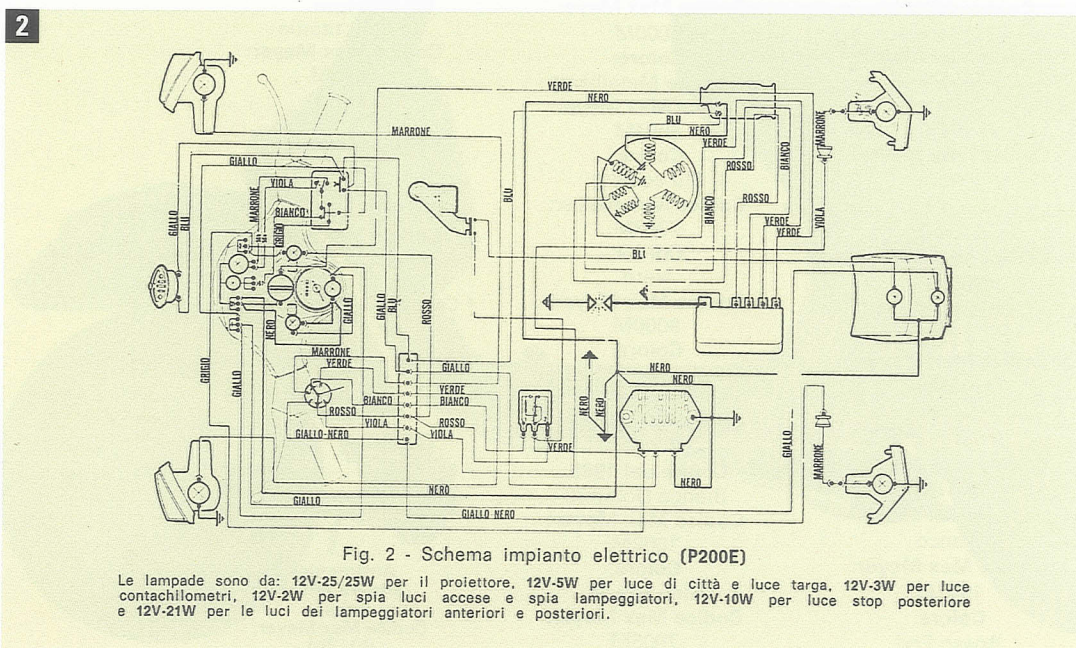 2
VERDE
NERO
BLU
NERO
VERDE
MARRONE
MARRONE
GIALLO
VIOLA
MARRONE
BIANCO
GRIGIO
BLU
ROSSO
BIANCO
ROSSO
BIANCO
VERDE
VERDE
VIOLA
GIALLO
BLU
BLU
GIALLO
BLU
ROSSO
GIALLO
NERO
GRIGIO
GIALLO
MARRONE
VERDE
GIALLO
VERDE
BIANCO
BIANCO
ROSSO
ROSSO
VIOLA
VIOLA
GIALLO-NERO
NERO
NERO
NERO
NERO
VERDE
GIALLO
MARRONE
NERO
NERO
GIALLO
GIALLO NERO
Fig. 2 - Schema impianto elettrico (P200E)
Le lampade sono da: 12V-25/25W per il proiettore, 12V-5W per luce di città e luce targa, 12V-3W per luce
contachilometri, 12V-2W per spia luci accese e spia lampeggiatori, 12V-10W per luce stop posteriore
e 12V-21W per le luci dei lampeggiatori anteriori e posteriori.